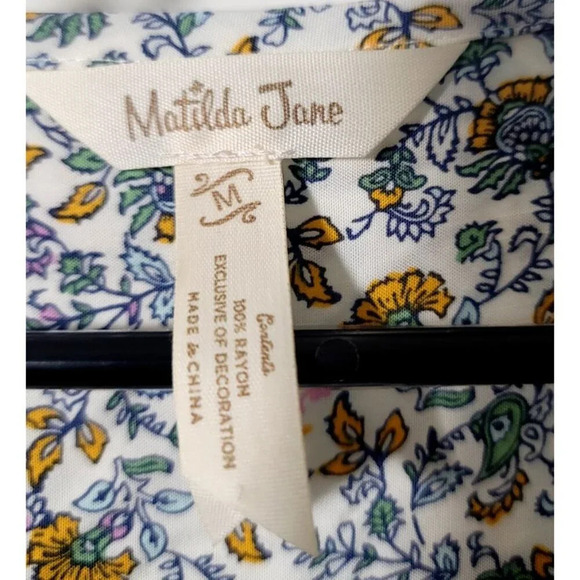 Matilda Jane
M
Contents
100% RAYON
EXCLUSIVE OF DECORATION
MADE in CHINA